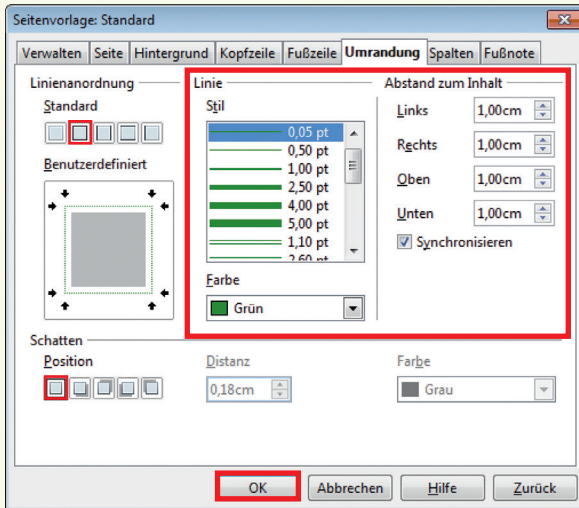 Seitenvorlage: Standard
Verwalten Seite Hintergrund Kopfzeile Fußzeile Umrandung Spalten Fußnote
Linienanordnung
Standard
Benutzerdefiniert
Linie
Stil
0,05 pt
0,50 pt
1,00 pt
2,50 pt
4,00 pt
5,00 pt
1,10 pt
2,60 pt
Farbe
Grün
Abstand zum Inhalt
Links 1,00cm
Rechts 1,00cm
Oben 1,00cm
Unten 1,00cm
Synchronisieren
Schatten
Position
Distanz
0,18cm
Farbe
Grau
OK Abbrechen Hilfe Zurück